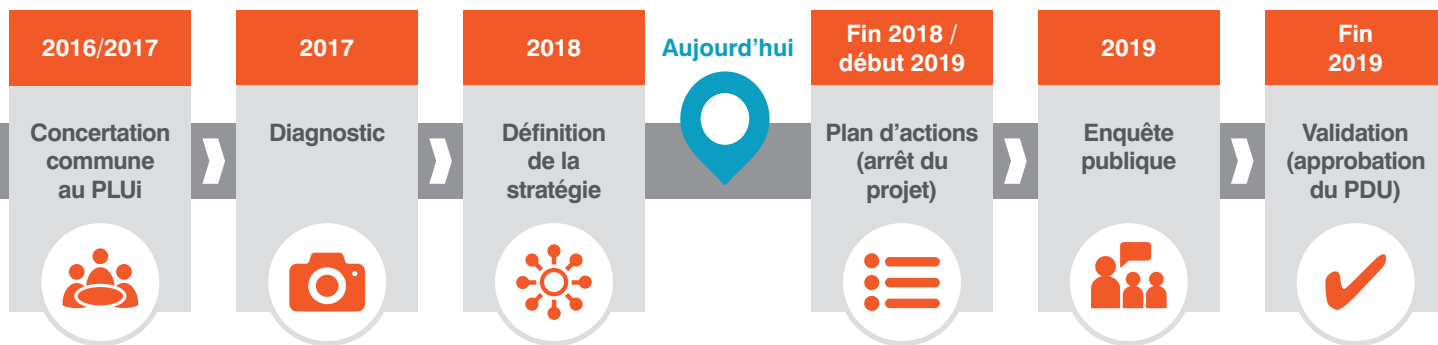 2016/2017
Concertation
commune
au PLUi
2017
Diagnostic
2018
Définition
de la
stratégie
Aujourd’hui
Fin 2018 /
début 2019
Plan d’actions
(arrêt du
projet)
2019
Enquête
publique
Fin
2019
Validation
(approbation
du PDU)